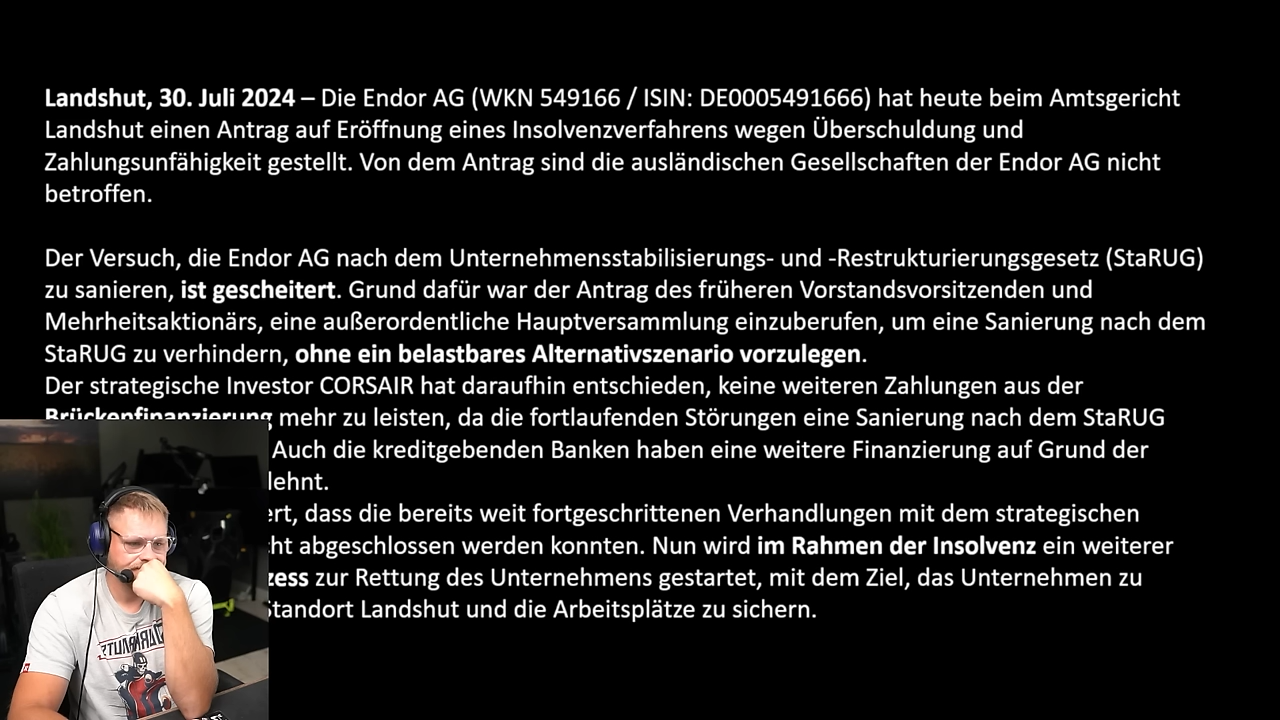 Landshut, 30. Juli 2024 – Die Endor AG (WKN 549166 / ISIN: DE0005491666) hat heute beim Amtsgericht
Landshut einen Antrag auf Eröffnung eines Insolvenzverfahrens wegen Überschuldung und
Zahlungsunfähigkeit gestellt. Von dem Antrag sind die ausländischen Gesellschaften der Endor AG nicht
betroffen.
Der Versuch, die Endor AG nach dem Unternehmensstabilisierungs- und -Restrukturierungsgesetz (StaRUG)
zu sanieren, ist gescheitert. Grund dafür war der Antrag des früheren Vorstandsvorsitzenden und
Mehrheitsaktionärs, eine außerordentliche Hauptversammlung einzuberufen, um eine Sanierung nach dem
StaRUG zu verhindern, ohne ein belastbares Alternativszenario vorzulegen.
Der strategische Investor CORSAIR hat daraufhin entschieden, keine weiteren Zahlungen aus der
Brückenfinanzierung mehr zu leisten, da die fortlaufenden Störungen eine Sanierung nach dem StaRUG
Auch die kreditgebenden Banken haben eine weitere Finanzierung auf Grund der
lehnt.
ert, dass die bereits weit fortgeschrittenen Verhandlungen mit dem strategischen
ht abgeschlossen werden konnten. Nun wird im Rahmen der Insolvenz ein weiterer
zess zur Rettung des Unternehmens gestartet, mit dem Ziel, das Unternehmen zu
Standort Landshut und die Arbeitsplätze zu sichern.